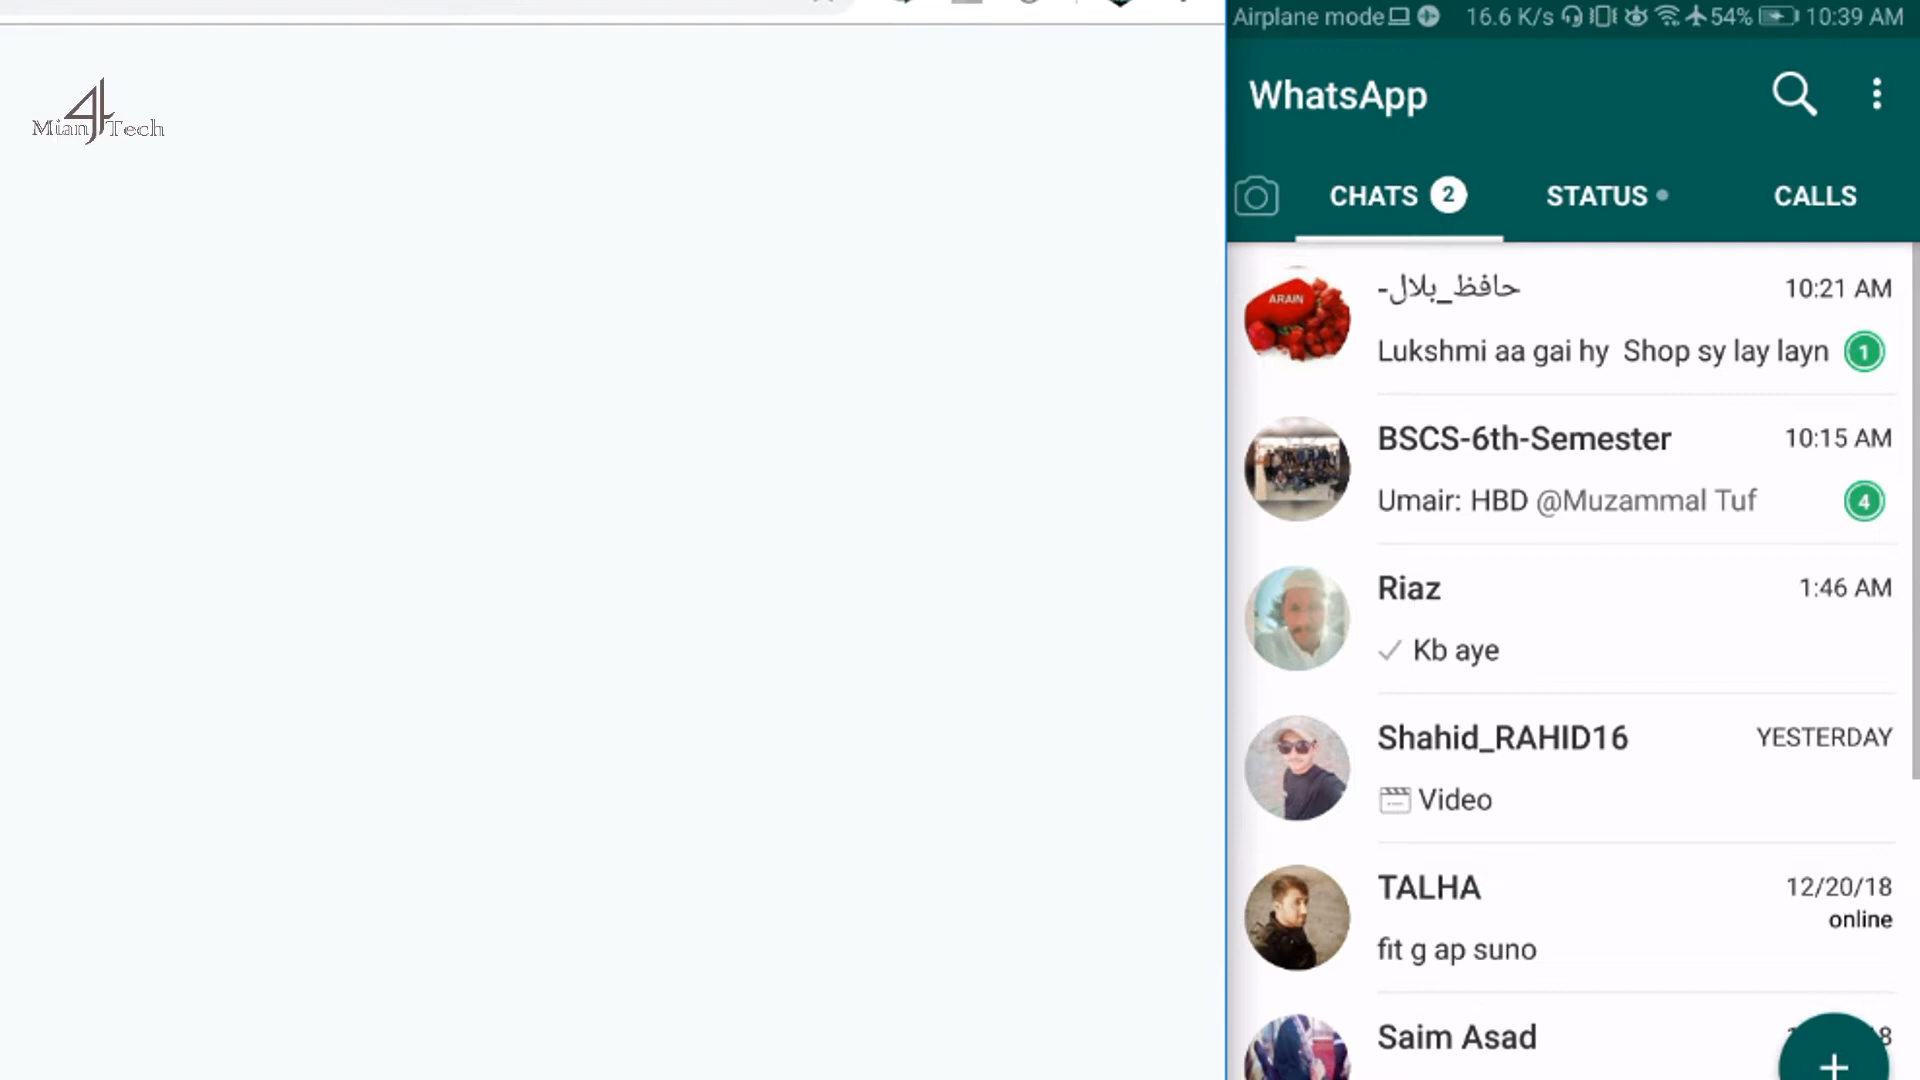 Mian 4 Tech
Airplane mode 16.6 K/s 54% 10:39 AM
WhatsApp
CHATS 2 STATUS CALLS
ARAIN
حافظ_بلال- 10:21 AM
Lukshmi aa gai hy Shop sy lay layn 1
BSCS-6th-Semester 10:15 AM
Umair: HBD @Muzammal Tuf 4
Riaz 1:46 AM
Kb aye
Shahid_RAHID16 YESTERDAY
Video
TALHA 12/20/18
online
fit g ap suno
Saim Asad